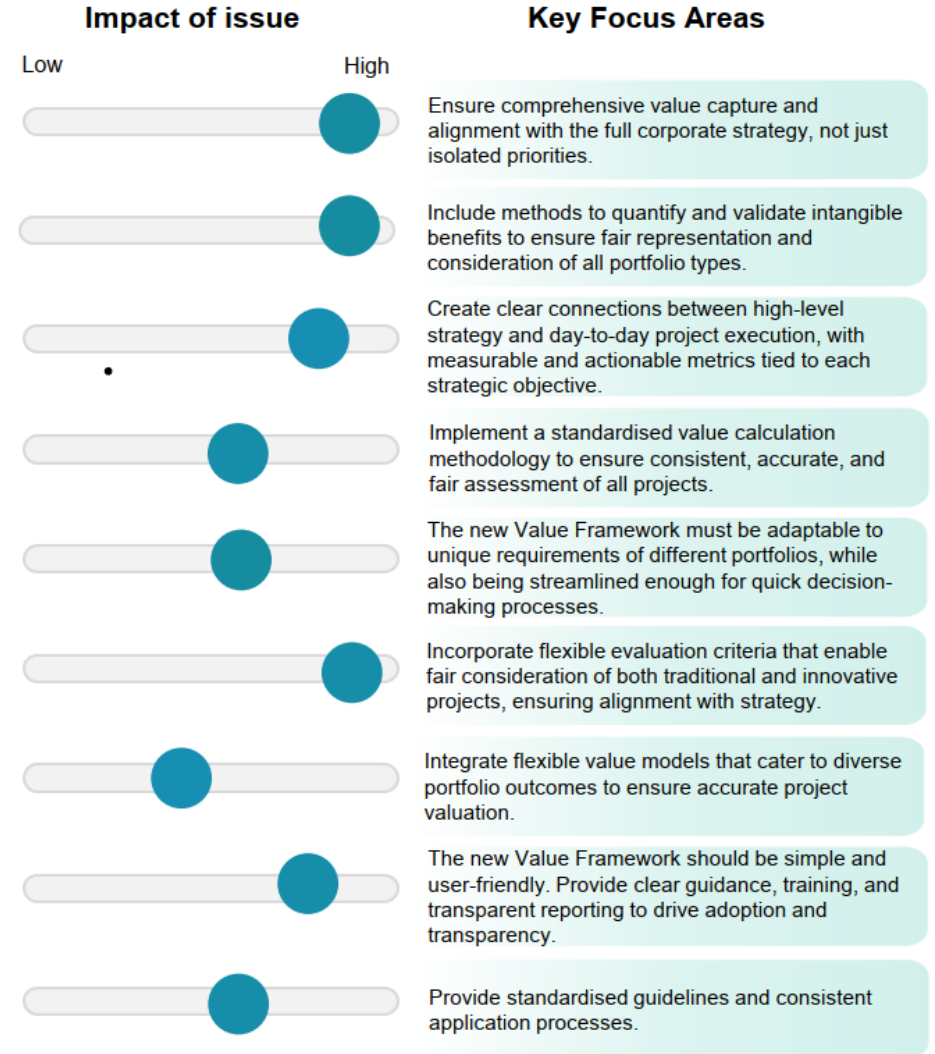 Impact of issue
Key Focus Areas
Low
High
Ensure comprehensive value capture and
alignment with the full corporate strategy, not just
isolated priorities.
Include methods to quantify and validate intangible
benefits to ensure fair representation and
consideration of all portfolio types.
Create clear connections between high-level
strategy and day-to-day project execution, with
measurable and actionable metrics tied to each
strategic objective.
Implement a standardised value calculation
methodology to ensure consistent, accurate, and
fair assessment of all projects.
The new Value Framework must be adaptable to
unique requirements of different portfolios, while
also being streamlined enough for quick decision-
making processes.
Incorporate flexible evaluation criteria that enable
fair consideration of both traditional and innovative
projects, ensuring alignment with strategy.
Integrate flexible value models that cater to diverse
portfolio outcomes to ensure accurate project
valuation.
The new Value Framework should be simple and
user-friendly. Provide clear guidance, training, and
transparent reporting to drive adoption and
transparency.
Provide standardised guidelines and consistent
application processes.